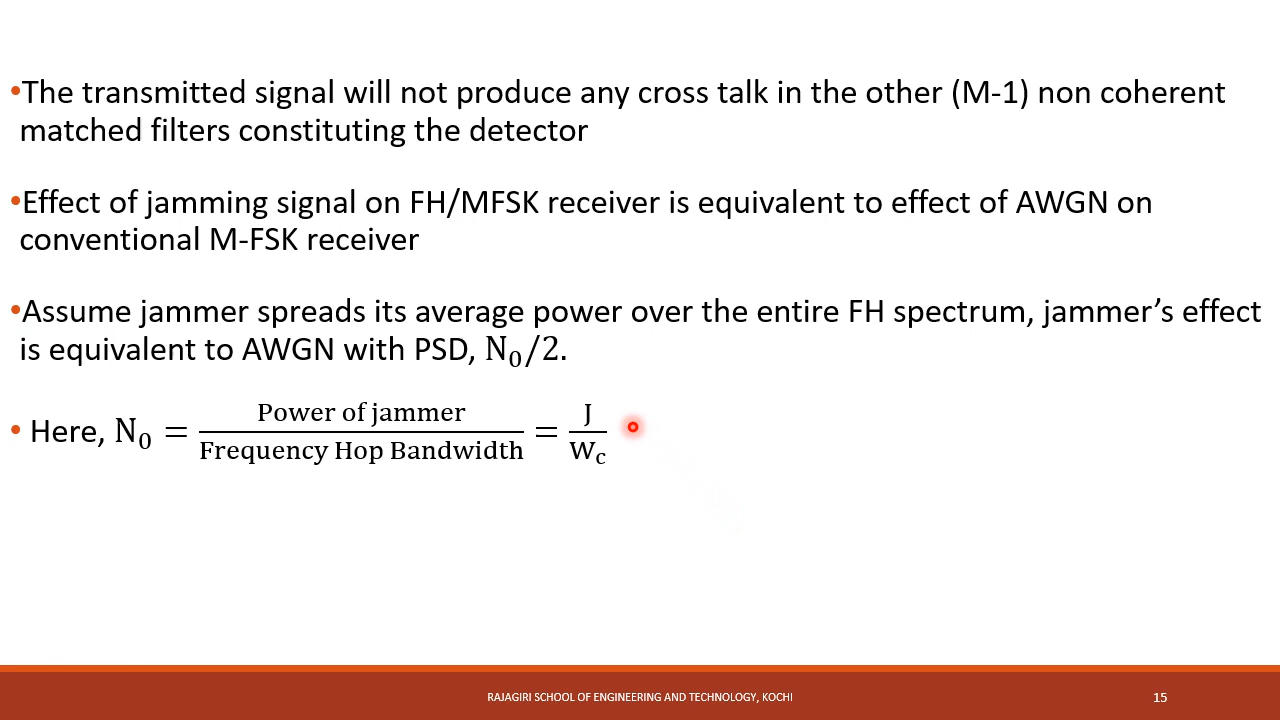 •The transmitted signal will not produce any cross talk in the other (M-1) non coherent
matched filters constituting the detector
•Effect of jamming signal on FH/MFSK receiver is equivalent to effect of AWGN on
conventional M-FSK receiver
•Assume jammer spreads its average power over the entire FH spectrum, jammer’s effect
is equivalent to AWGN with PSD, N₀/2.
• Here, N₀ = Power of jammer / Frequency Hop Bandwidth = J / W_c
RAJAGIRI SCHOOL OF ENGINEERING AND TECHNOLOGY, KOCHI
15